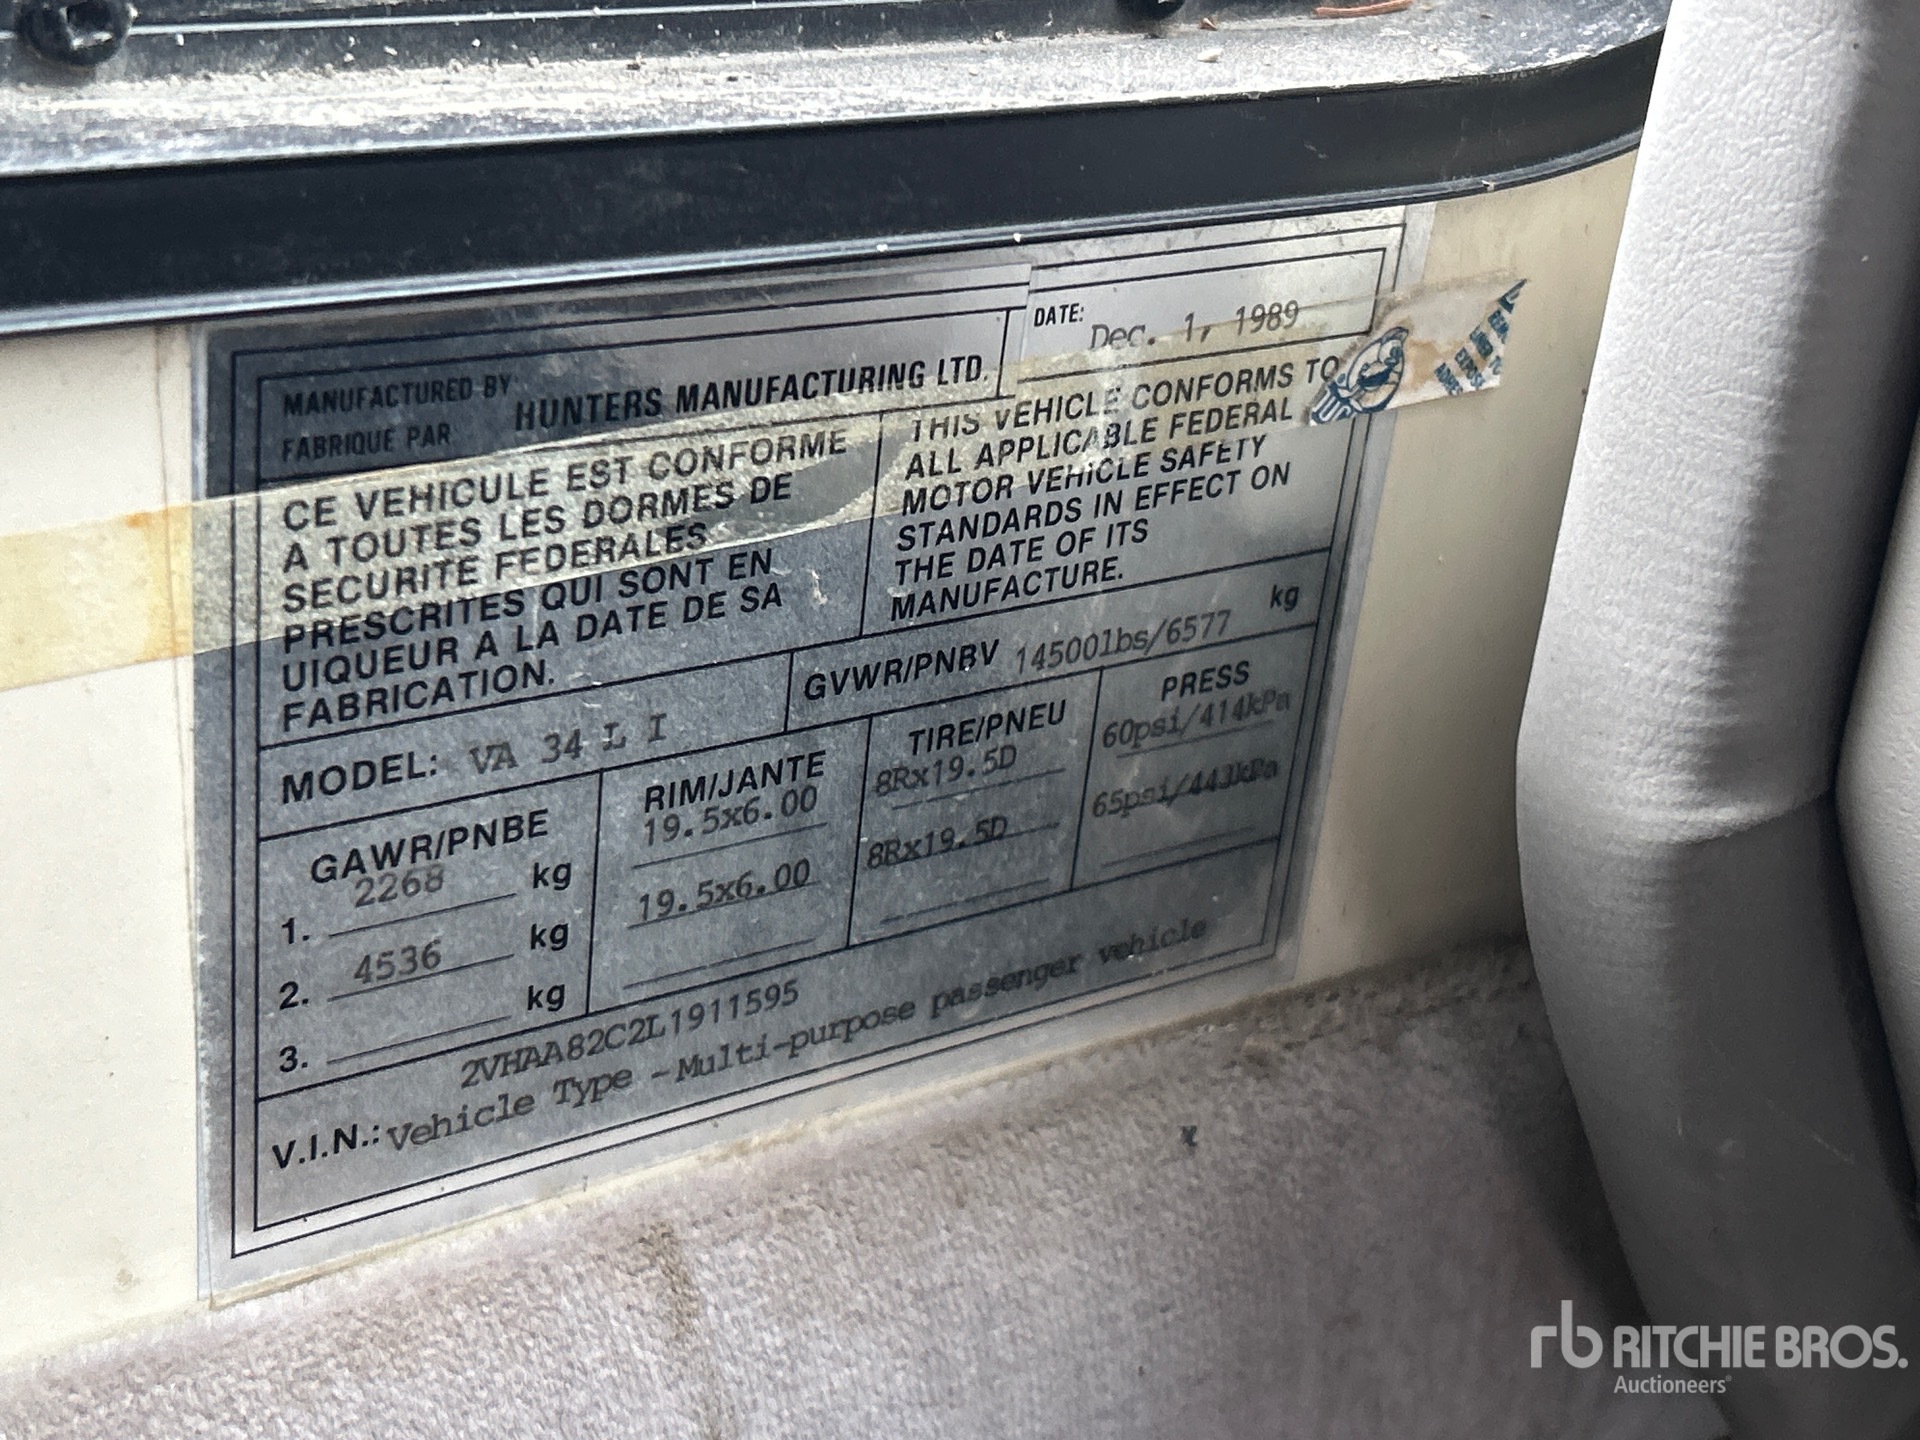 MANUFACTURED BY
FABRIQUE PAR
HUNTERS MANUFACTURING LTD.
DATE:
Dec. 1, 1989
CE VEHICULE EST CONFORME
A TOUTES LES DORMES DE
SECURITE FEDERALES
PRESCRITES QUI SONT EN
UIQUEUR A LA DATE DE SA
FABRICATION.
THIS VEHICLE CONFORMS TO
ALL APPLICABLE FEDERAL
MOTOR VEHICLE SAFETY
STANDARDS IN EFFECT ON
THE DATE OF ITS
MANUFACTURE.
MODEL: VA 34 L I
GVWR/PNBV 14500lbs/6577 kg
GAWR/PNBE
1. 2268 kg
2. 4536 kg
3. kg
RIM/JANTE
19.5x6.00
19.5x6.00
TIRE/PNEU
8Rx19.5D
8Rx19.5D
PRESS
60psi/414kPa
65psi/443kPa
2VHAA82C2L1911595
V.I.N.: Vehicle Type -Multi-purpose passenger vehicle
rb RITCHIE BROS.
Auctioneers